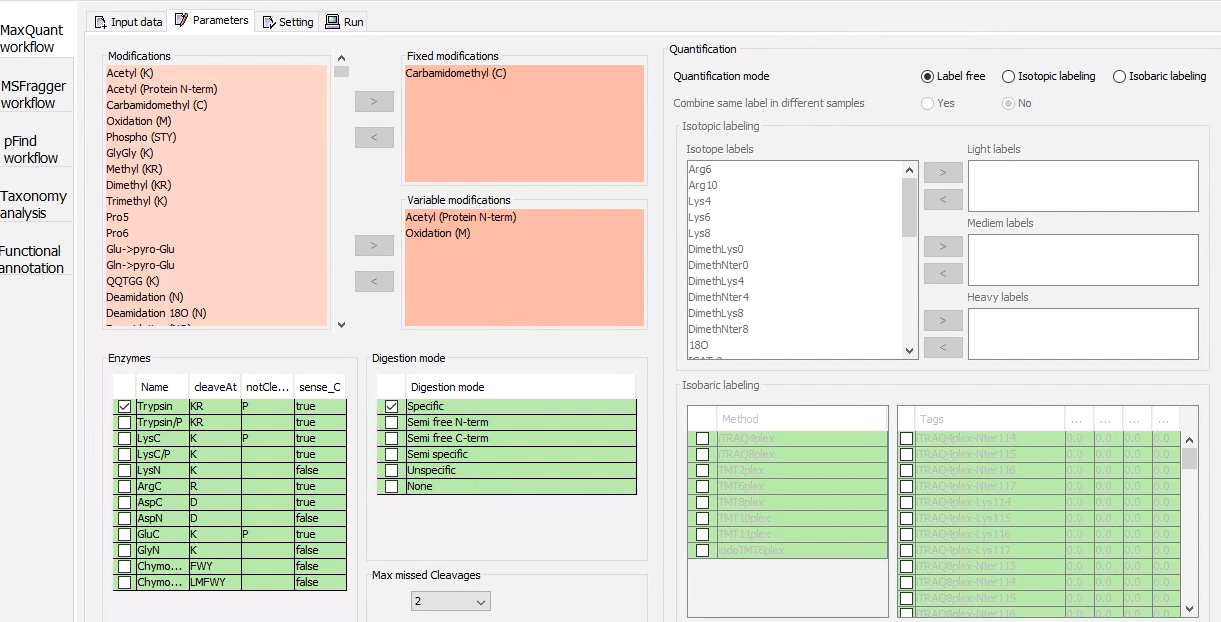 Input data
Parameters
Setting
Run
MaxQuant
workflow
MSFragger
workflow
pFind
workflow
Taxonomy
analysis
Functional
annotation
Modifications
Acetyl (K)
Acetyl (Protein N-term)
Carbamidomethyl (C)
Oxidation (M)
Phospho (STY)
GlyGly (K)
Methyl (KR)
Dimethyl (KR)
Trimethyl (K)
Pro5
Pro6
Glu->pyro-Glu
Gln->pyro-Glu
QQTGG (K)
Deamidation (N)
Deamidation 18O (N)
>
<
>
<
Fixed modifications
Carbamidomethyl (C)
Variable modifications
Acetyl (Protein N-term)
Oxidation (M)
Enzymes
Name cleaveAt notCle... sense_C
Trypsin KR P true
Trypsin/P KR true
LysC K P true
LysC/P K true
LysN K false
ArgC R true
AspC D true
AspN D false
GluC K P true
GlyN K false
Chymo... FWY false
Chymo... LMFWY false
Digestion mode
Digestion mode
Specific
Semi free N-term
Semi free C-term
Semi specific
Unspecific
None
Max missed Cleavages
2
Quantification
Quantification mode Label free Isotopic labeling Isobaric labeling
Combine same label in different samples Yes No
Isotopic labeling
Isotope labels
Arg6
Arg10
Lys4
Lys6
Lys8
DimethLys0
DimethNter0
DimethLys4
DimethNter4
DimethLys8
DimethNter8
18O
>
<
>
<
>
<
Light labels
Mediem labels
Heavy labels
Isobaric labeling
Method
iTRAQ4plex
iTRAQ8plex
TMT2plex
TMT6plex
TMT8plex
TMT10plex
TMT11plex
iodoTMT6plex
Tags ... ... ... ...
iTRAQ4plex-Nter114 0.0 0.0 0.0 0.0
iTRAQ4plex-Nter115 0.0 0.0 0.0 0.0
iTRAQ4plex-Nter116 0.0 0.0 0.0 0.0
iTRAQ4plex-Nter117 0.0 0.0 0.0 0.0
iTRAQ4plex-Lys114 0.0 0.0 0.0 0.0
iTRAQ4plex-Lys115 0.0 0.0 0.0 0.0
iTRAQ4plex-Lys116 0.0 0.0 0.0 0.0
iTRAQ4plex-Lys117 0.0 0.0 0.0 0.0
iTRAQ8plex-Nter113 0.0 0.0 0.0 0.0
iTRAQ8plex-Nter114 0.0 0.0 0.0 0.0
iTRAQ8plex-Nter115 0.0 0.0 0.0 0.0
iTRAQ8plex-Nter116 0.0 0.0 0.0 0.0